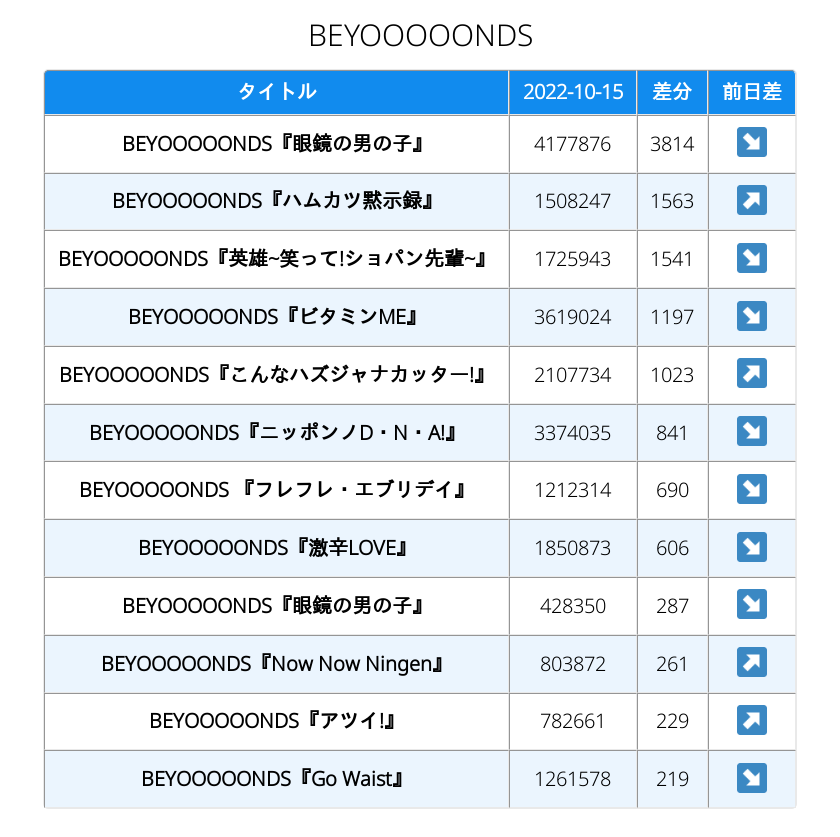 BEYOOOOONDS
タイトル 2022-10-15 差分 前日差
BEYOOOOONDS『眼鏡の男の子』 4177876 3814 ↘
BEYOOOOONDS『ハムカツ黙示録』 1508247 1563 ↗
BEYOOOOONDS『英雄~笑って!ショパン先輩~』 1725943 1541 ↘
BEYOOOOONDS『ビタミンME』 3619024 1197 ↘
BEYOOOOONDS『こんなハズジャナカッター!』 2107734 1023 ↗
BEYOOOOONDS『ニッポンノD・N・A!』 3374035 841 ↘
BEYOOOOONDS 『フレフレ・エブリデイ』 1212314 690 ↘
BEYOOOOONDS『激辛LOVE』 1850873 606 ↘
BEYOOOOONDS『眼鏡の男の子』 428350 287 ↘
BEYOOOOONDS『Now Now Ningen』 803872 261 ↗
BEYOOOOONDS『アツイ!』 782661 229 ↗
BEYOOOOONDS『Go Waist』 1261578 219 ↘